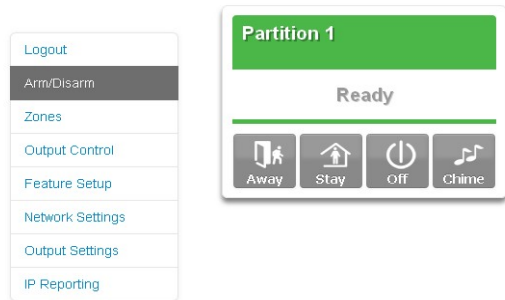 Logout
Arm/Disarm
Zones
Output Control
Feature Setup
Network Settings
Output Settings
IP Reporting
Partition 1
Ready
Away Stay Off Chime